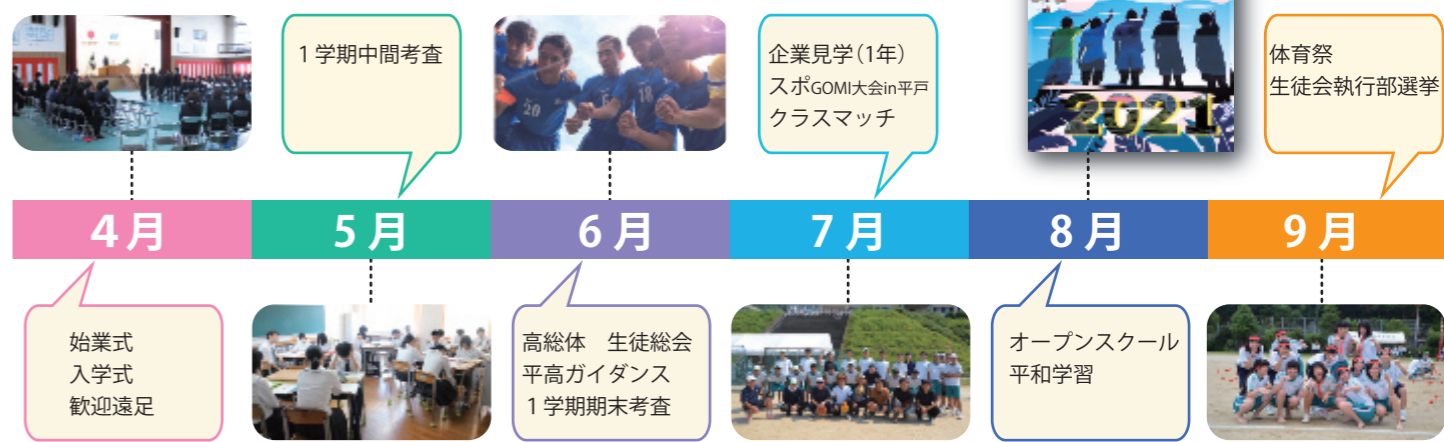 1学期中間考査
企業見学(1年)
スポGOMI大会in平戸
クラスマッチ
2021
体育祭
生徒会執行部選挙
20
18
4月
5月
6月
7月
8月
9月
始業式
入学式
歓迎遠足
高総体　生徒総会
平高ガイダンス
1学期期末考査
オープンスクール
平和学習